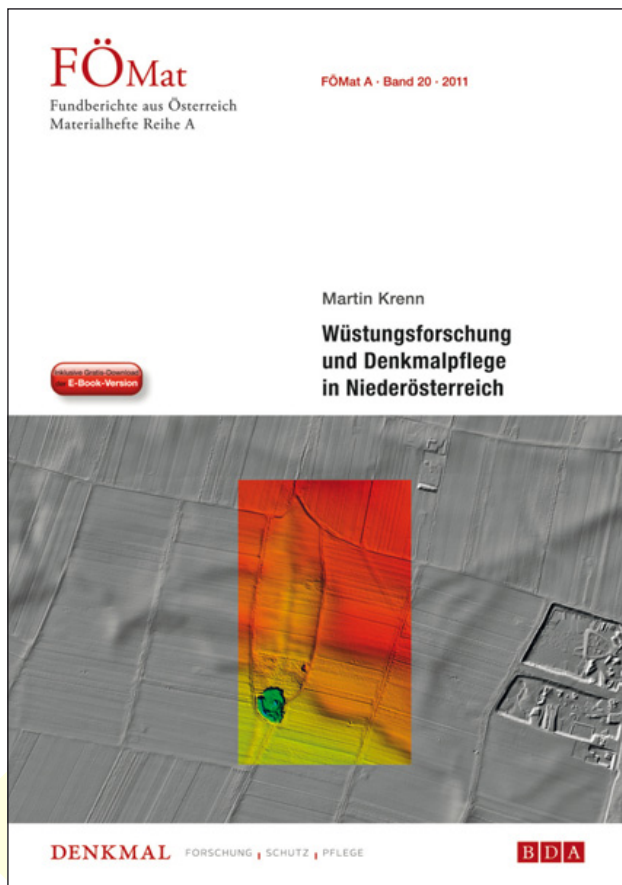 FÖMat
Fundberichte aus Österreich
Materialhefte Reihe A
FÖMat A · Band 20 · 2011
Martin Krenn
Wüstungsforschung
und Denkmalpflege
in Niederösterreich
Inklusive Gratis-Download
der E-Book-Version
DENKMAL FORSCHUNG | SCHUTZ | PFLEGE
BDA